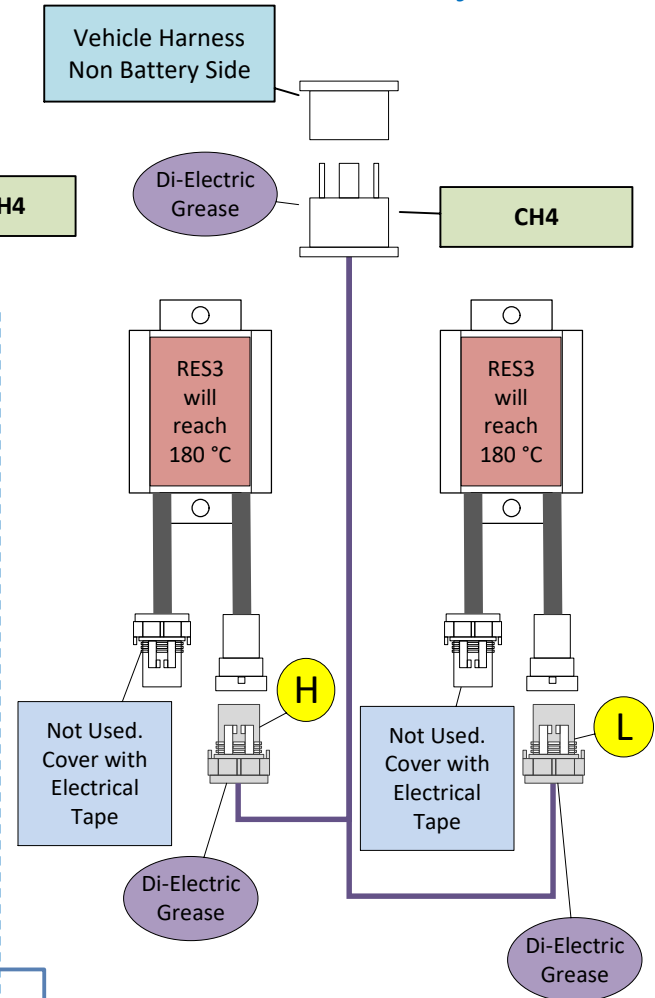 Vehicle Harness
Non Battery Side
Di-Electric
Grease
H4
CH4
RES3
will
reach
180 °C
RES3
will
reach
180 °C
H
L
Not Used.
Cover with
Electrical
Tape
Not Used.
Cover with
Electrical
Tape
Di-Electric
Grease
Di-Electric
Grease